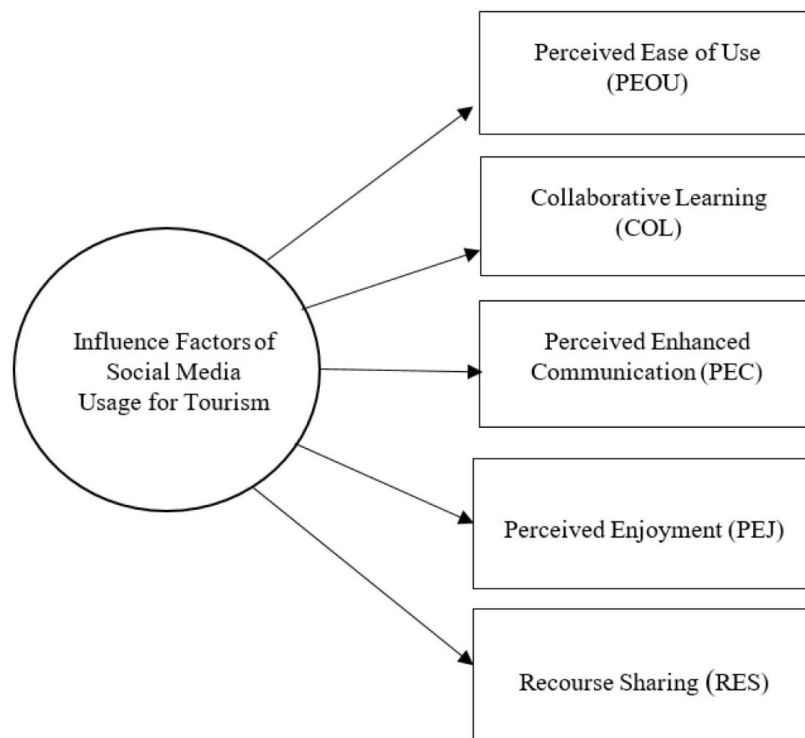 Perceived Ease of Use
(PEOU)
Collaborative Learning
(COL)
Influence Factors of
Social Media
Usage for Tourism
Perceived Enhanced
Communication (PEC)
Perceived Enjoyment (PEJ)
Recourse Sharing (RES)